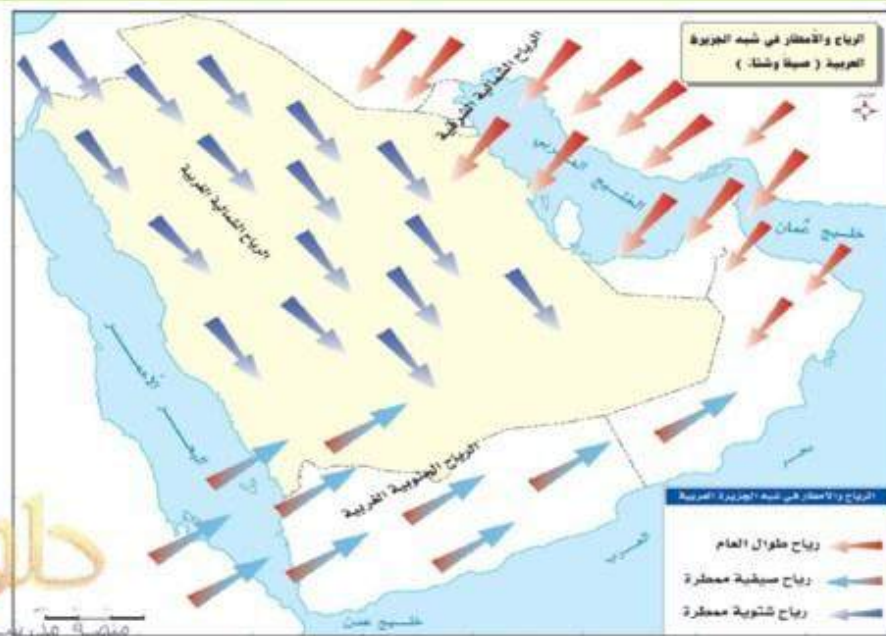 الرياح والأمطار في شبه الجزيرة
العربية ( صيفا وشتاء )
الرياح الشمالية الشرقية
الخليج العربي
الرياح الشمالية الغربية
خليج عُمان
البحر الأحمر
الرياح الجنوبية الغربية
بحر العرب
خليج عدن
الرياح والأمطار في شبه الجزيرة العربية
رياح طوال العام
رياح صيفية ممطرة
رياح شتوية ممطرة
منصة